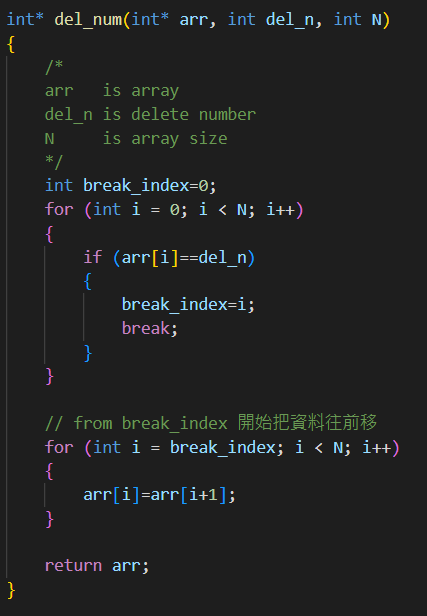 int* del_num(int* arr, int del_n, int N)
{
    /*
    arr   is array
    del_n is delete number
    N     is array size
    */
    int break_index=0;
    for (int i = 0; i < N; i++)
    {
        if (arr[i]==del_n)
        {
            break_index=i;
            break;
        }
    }

    // from break_index 開始把資料往前移
    for (int i = break_index; i < N; i++)
    {
        arr[i]=arr[i+1];
    }

    return arr;
}